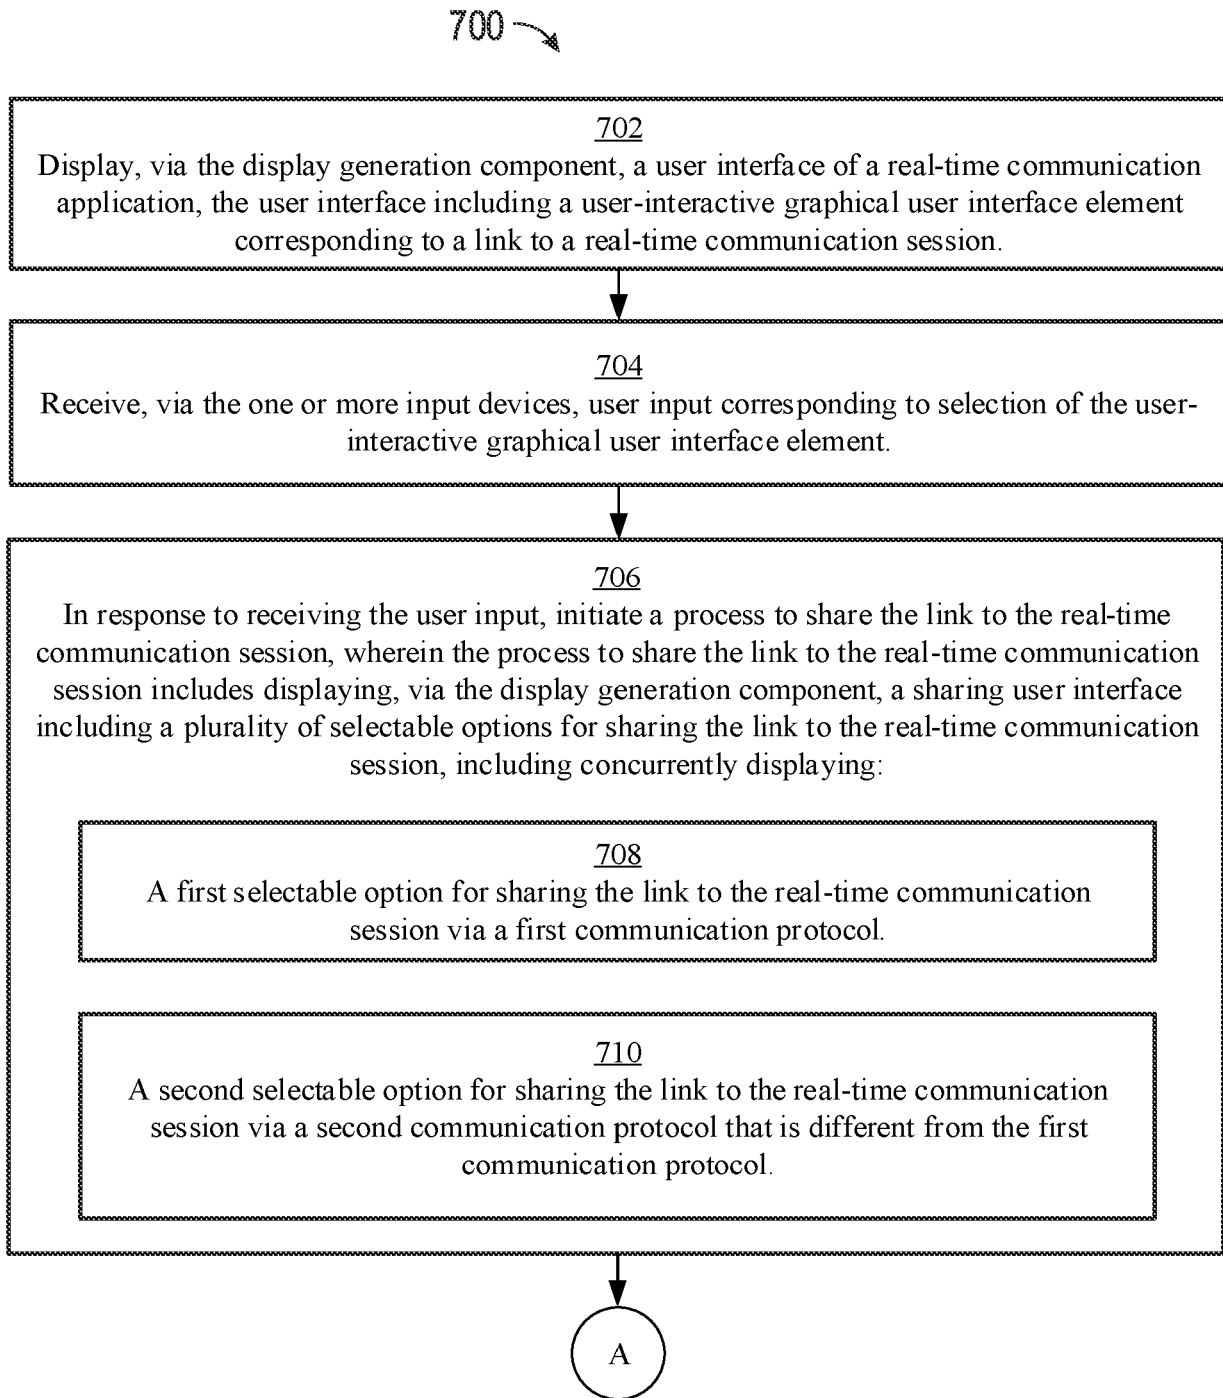 700
702
Display, via the display generation component, a user interface of a real-time communication
application, the user interface including a user-interactive graphical user interface element
corresponding to a link to a real-time communication session.
704
Receive, via the one or more input devices, user input corresponding to selection of the user-
interactive graphical user interface element.
706
In response to receiving the user input, initiate a process to share the link to the real-time
communication session, wherein the process to share the link to the real-time communication
session includes displaying, via the display generation component, a sharing user interface
including a plurality of selectable options for sharing the link to the real-time communication
session, including concurrently displaying:
708
A first selectable option for sharing the link to the real-time communication
session via a first communication protocol.
710
A second selectable option for sharing the link to the real-time communication
session via a second communication protocol that is different from the first
communication protocol.
A